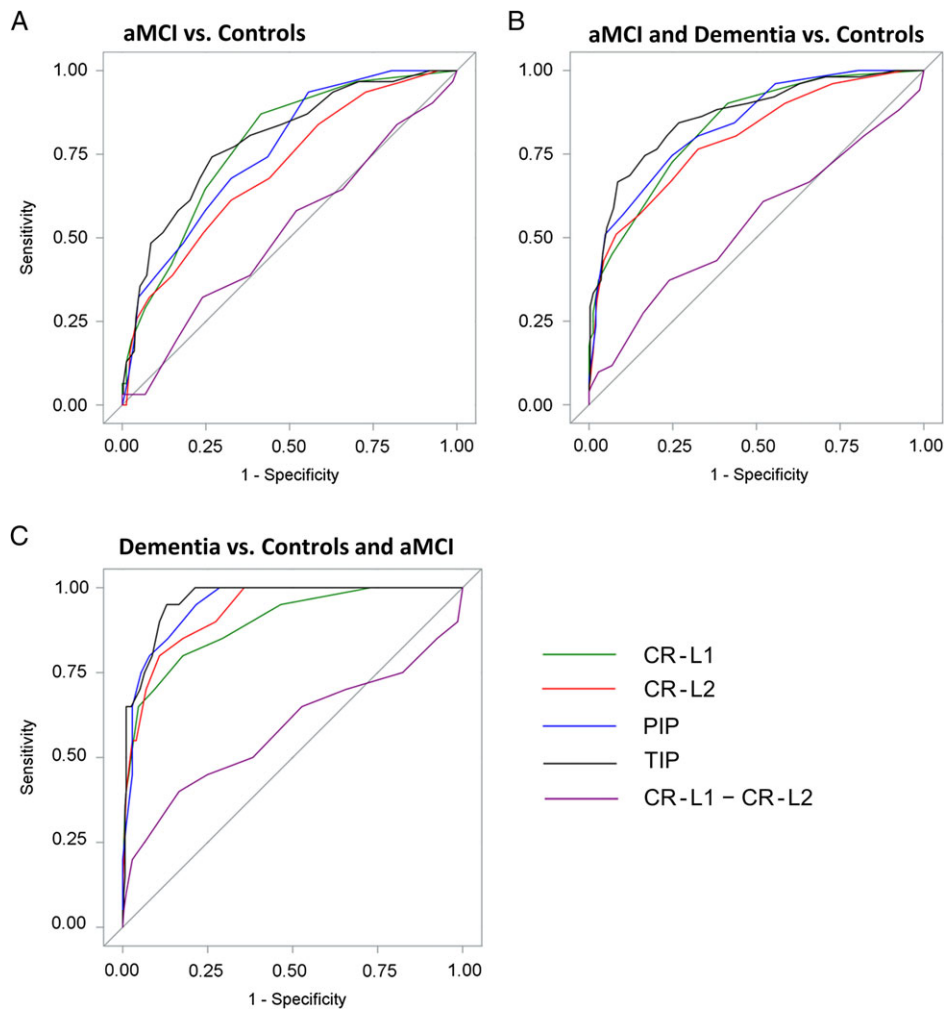 A
aMCI vs. Controls
1.00
0.75
0.50
0.25
0.00
Sensitivity
0.00 0.25 0.50 0.75 1.00
1 - Specificity
B
aMCI and Dementia vs. Controls
1.00
0.75
0.50
0.25
0.00
Sensitivity
0.00 0.25 0.50 0.75 1.00
1 - Specificity
C
Dementia vs. Controls and aMCI
1.00
0.75
0.50
0.25
0.00
Sensitivity
0.00 0.25 0.50 0.75 1.00
1 - Specificity
CR-L1
CR-L2
PIP
TIP
CR-L1 − CR-L2